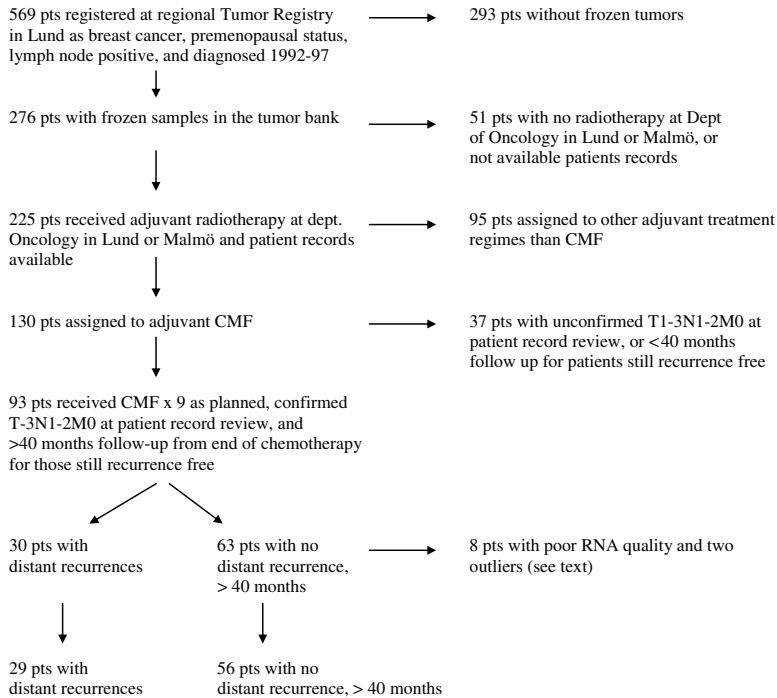 569 pts registered at regional Tumor Registry
in Lund as breast cancer, premenopausal status,
lymph node positive, and diagnosed 1992-97
293 pts without frozen tumors
276 pts with frozen samples in the tumor bank
51 pts with no radiotherapy at Dept
of Oncology in Lund or Malmö, or
not available patients records
225 pts received adjuvant radiotherapy at dept.
Oncology in Lund or Malmö and patient records
available
95 pts assigned to other adjuvant treatment
regimes than CMF
130 pts assigned to adjuvant CMF
37 pts with unconfirmed T1-3N1-2M0 at
patient record review, or <40 months
follow up for patients still recurrence free
93 pts received CMF x 9 as planned, confirmed
T-3N1-2M0 at patient record review, and
>40 months follow-up from end of chemotherapy
for those still recurrence free
30 pts with
distant recurrences
63 pts with no
distant recurrence,
> 40 months
8 pts with poor RNA quality and two
outliers (see text)
29 pts with
distant recurrences
56 pts with no
distant recurrence, > 40 months